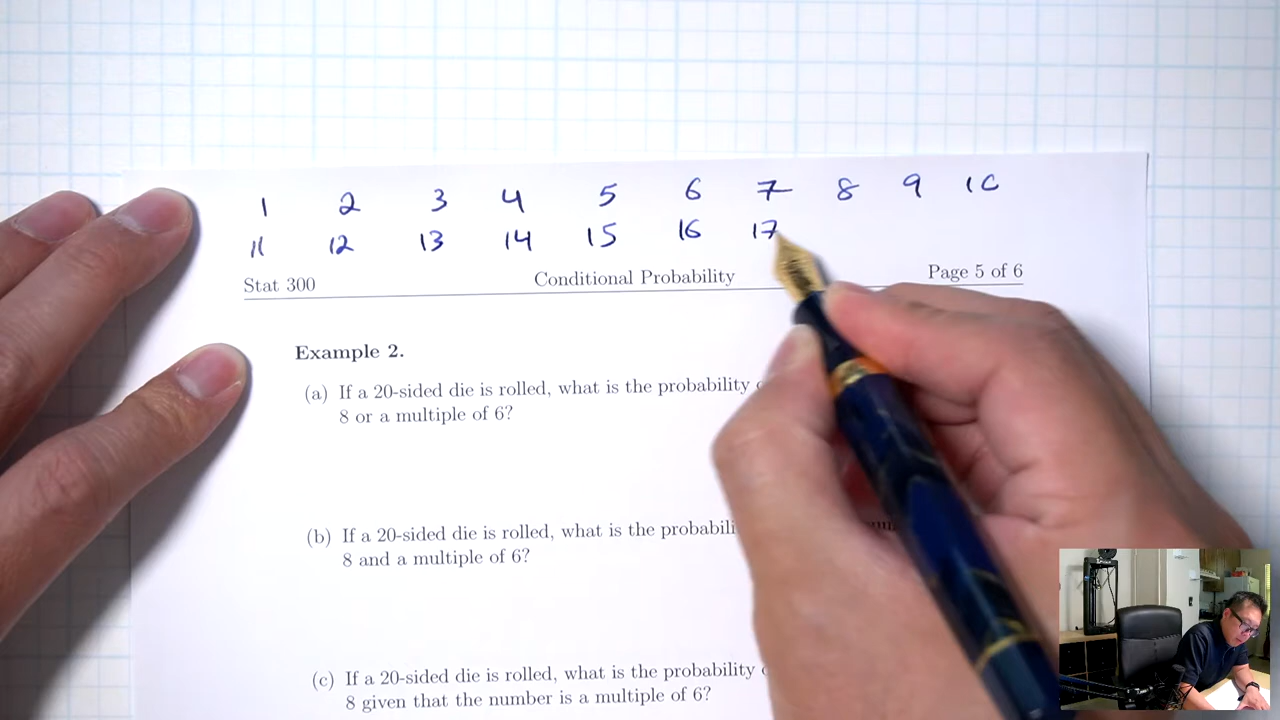 1 2 3 4 5 6 7 8 9 10
11 12 13 14 15 16 17
Stat 300 Conditional Probability Page 5 of 6
Example 2.
(a) If a 20-sided die is rolled, what is the probability
8 or a multiple of 6?
(b) If a 20-sided die is rolled, what is the
8 and a multiple of 6?
(c) If a 20-sided die is rolled, what is the probability
8 given that the number is a multiple of 6?